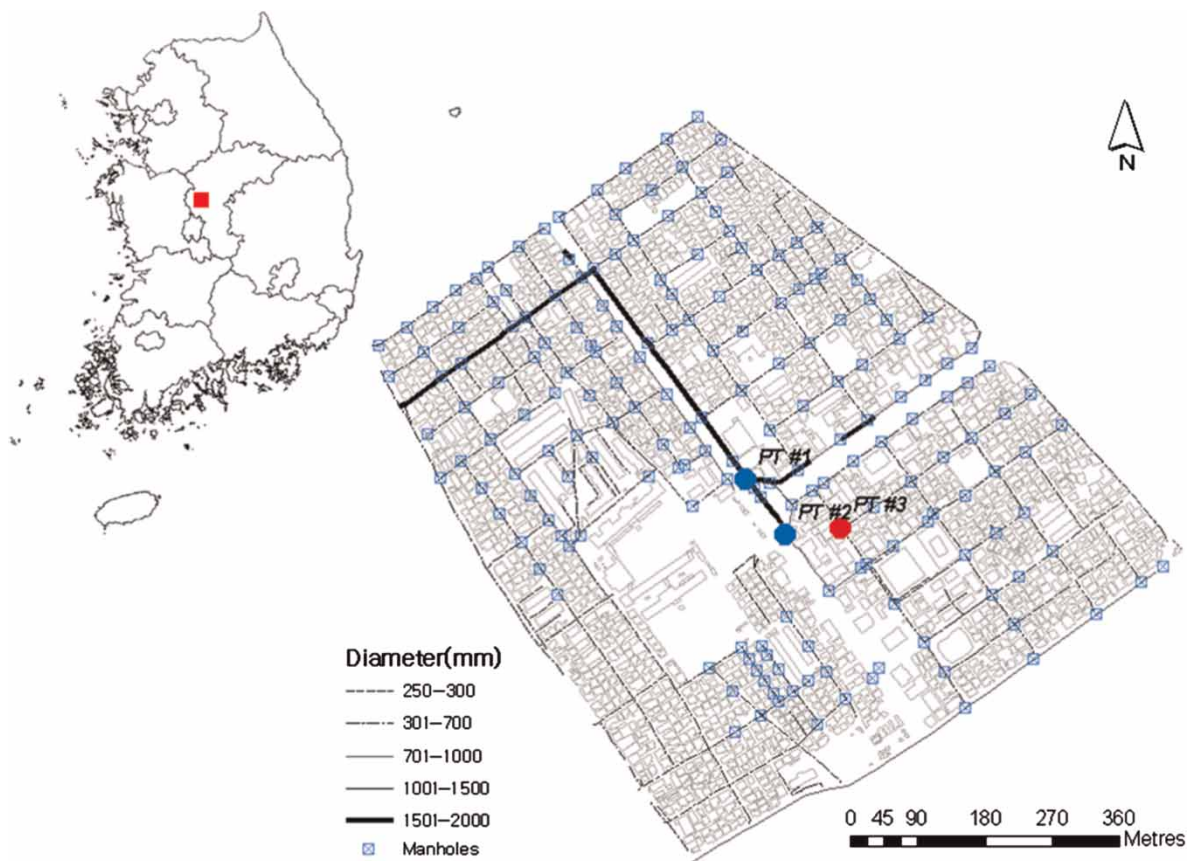 N
PT #1
PT #2 PT #3
Diameter(mm)
250–300
301–700
701–1000
1001–1500
1501–2000
Manholes
0 45 90 180 270 360
Metres